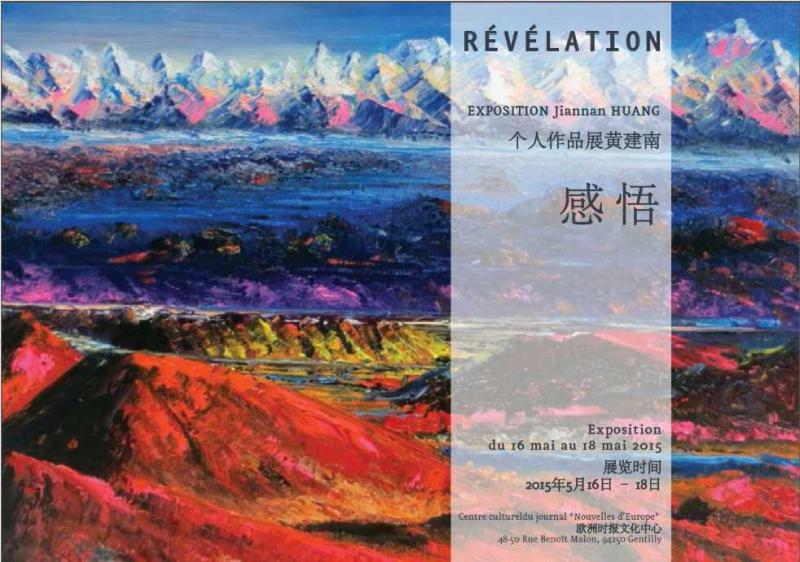 RÉVÉLATION
EXPOSITION Jiannan HUANG
个人作品展黄建南
感悟
Exposition
du 16 mai au 18 mai 2015
展览时间
2015年5月16日 - 18日
Centre cultureldu journal "Nouvelles d'Europe"
欧洲时报文化中心
48-50 Rue Benoît Malon, 94250 Gentilly